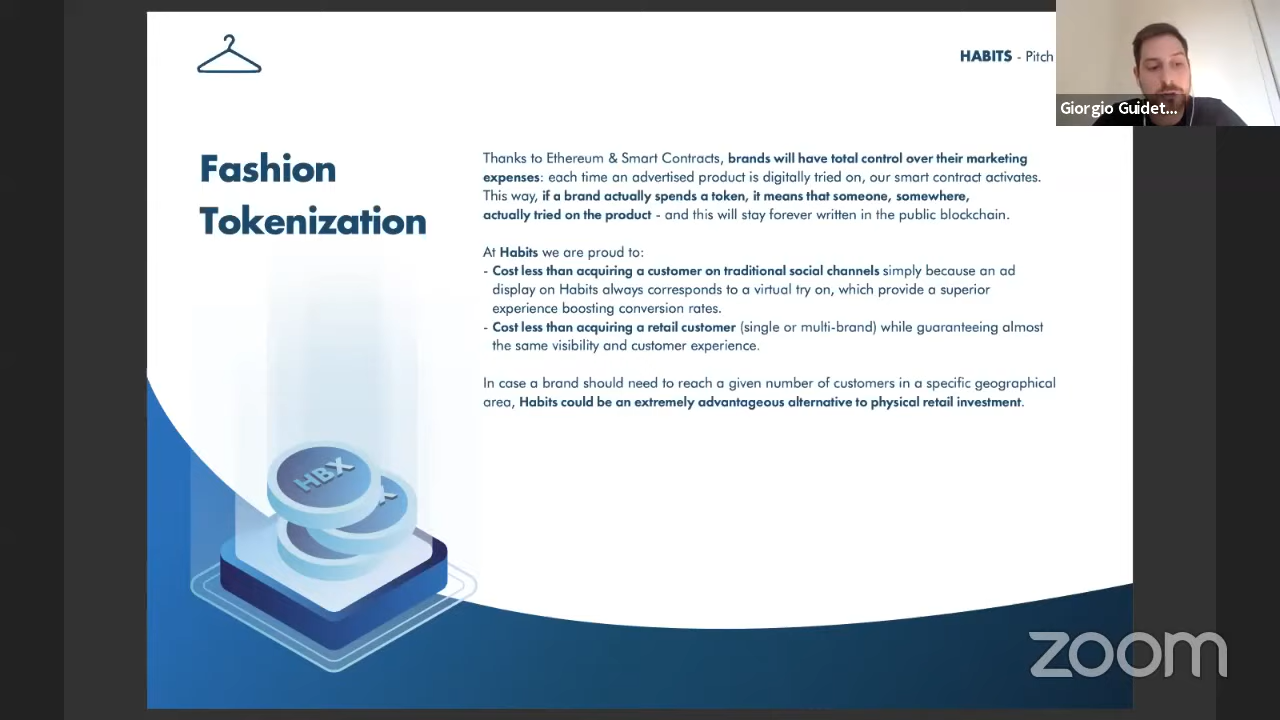 HABITS - Pitch
Giorgio Guidet...
Fashion
Tokenization
Thanks to Ethereum & Smart Contracts, brands will have total control over their marketing
expenses: each time an advertised product is digitally tried on, our smart contract activates.
This way, if a brand actually spends a token, it means that someone, somewhere,
actually tried on the product - and this will stay forever written in the public blockchain.
At Habits we are proud to:
- Cost less than acquiring a customer on traditional social channels simply because an ad
display on Habits always corresponds to a virtual try on, which provide a superior
experience boosting conversion rates.
- Cost less than acquiring a retail customer (single or multi-brand) while guaranteeing almost
the same visibility and customer experience.
In case a brand should need to reach a given number of customers in a specific geographical
area, Habits could be an extremely advantageous alternative to physical retail investment.
HBX
X
zoom